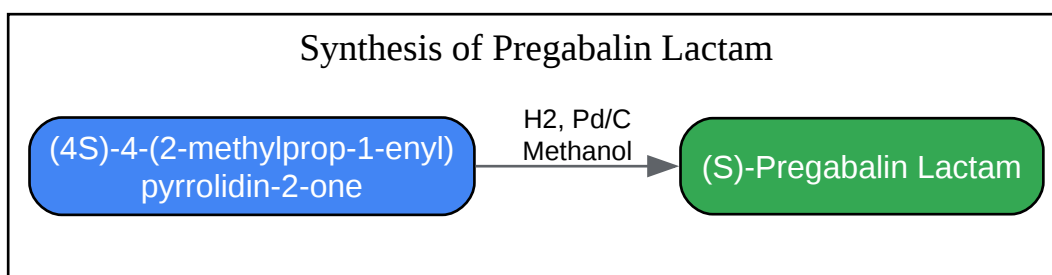 Synthesis of Pregabalin Lactam
(4S)-4-(2-methylprop-1-enyl)
pyrrolidin-2-one
H2, Pd/C
Methanol
(S)-Pregabalin Lactam